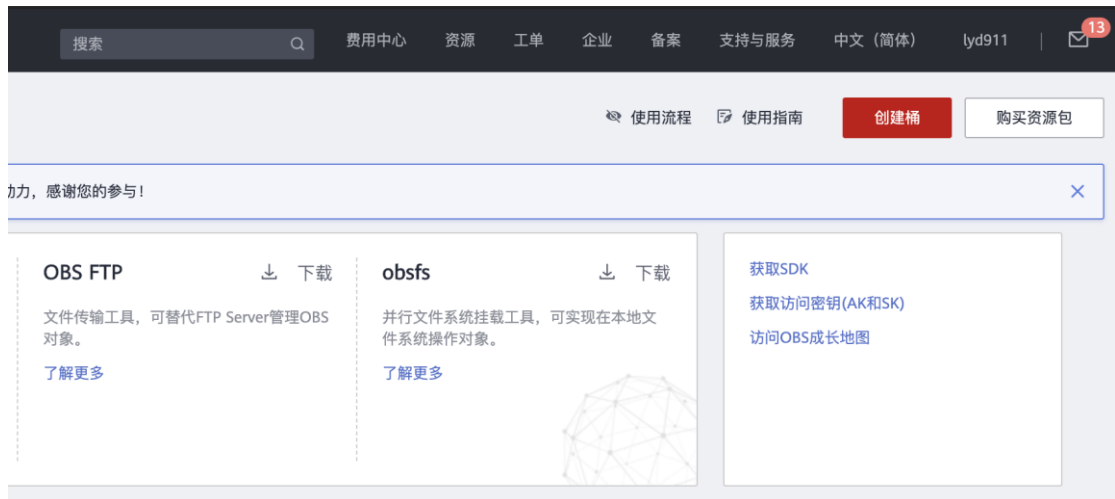 搜索
费用中心 资源 工单 企业 备案 支持与服务 中文（简体） lyd911 13
使用流程 使用指南 创建桶 购买资源包
动力，感谢您的参与！
OBS FTP 下载
文件传输工具，可替代FTP Server管理OBS
对象。
了解更多
obsfs 下载
并行文件系统挂载工具，可实现在本地文
件系统操作对象。
了解更多
获取SDK
获取访问密钥(AK和SK)
访问OBS成长地图